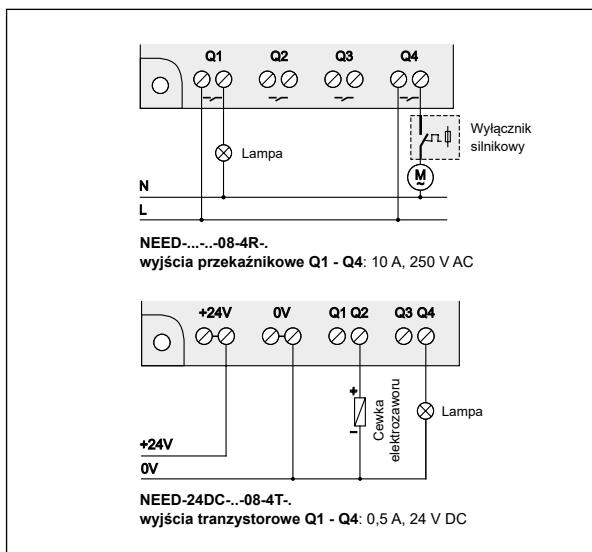 Q1 Q2 Q3 Q4
Wyłącznik
silnikowy
Lampa
M
~
N
L
NEED-...-..-08-4R-.
wyjścia przekaźnikowe Q1 - Q4: 10 A, 250 V AC
+24V 0V Q1 Q2 Q3 Q4
+
–
Cewka
elektrozaworu
Lampa
+24V
0V
NEED-24DC-..-08-4T-.
wyjścia tranzystorowe Q1 - Q4: 0,5 A, 24 V DC